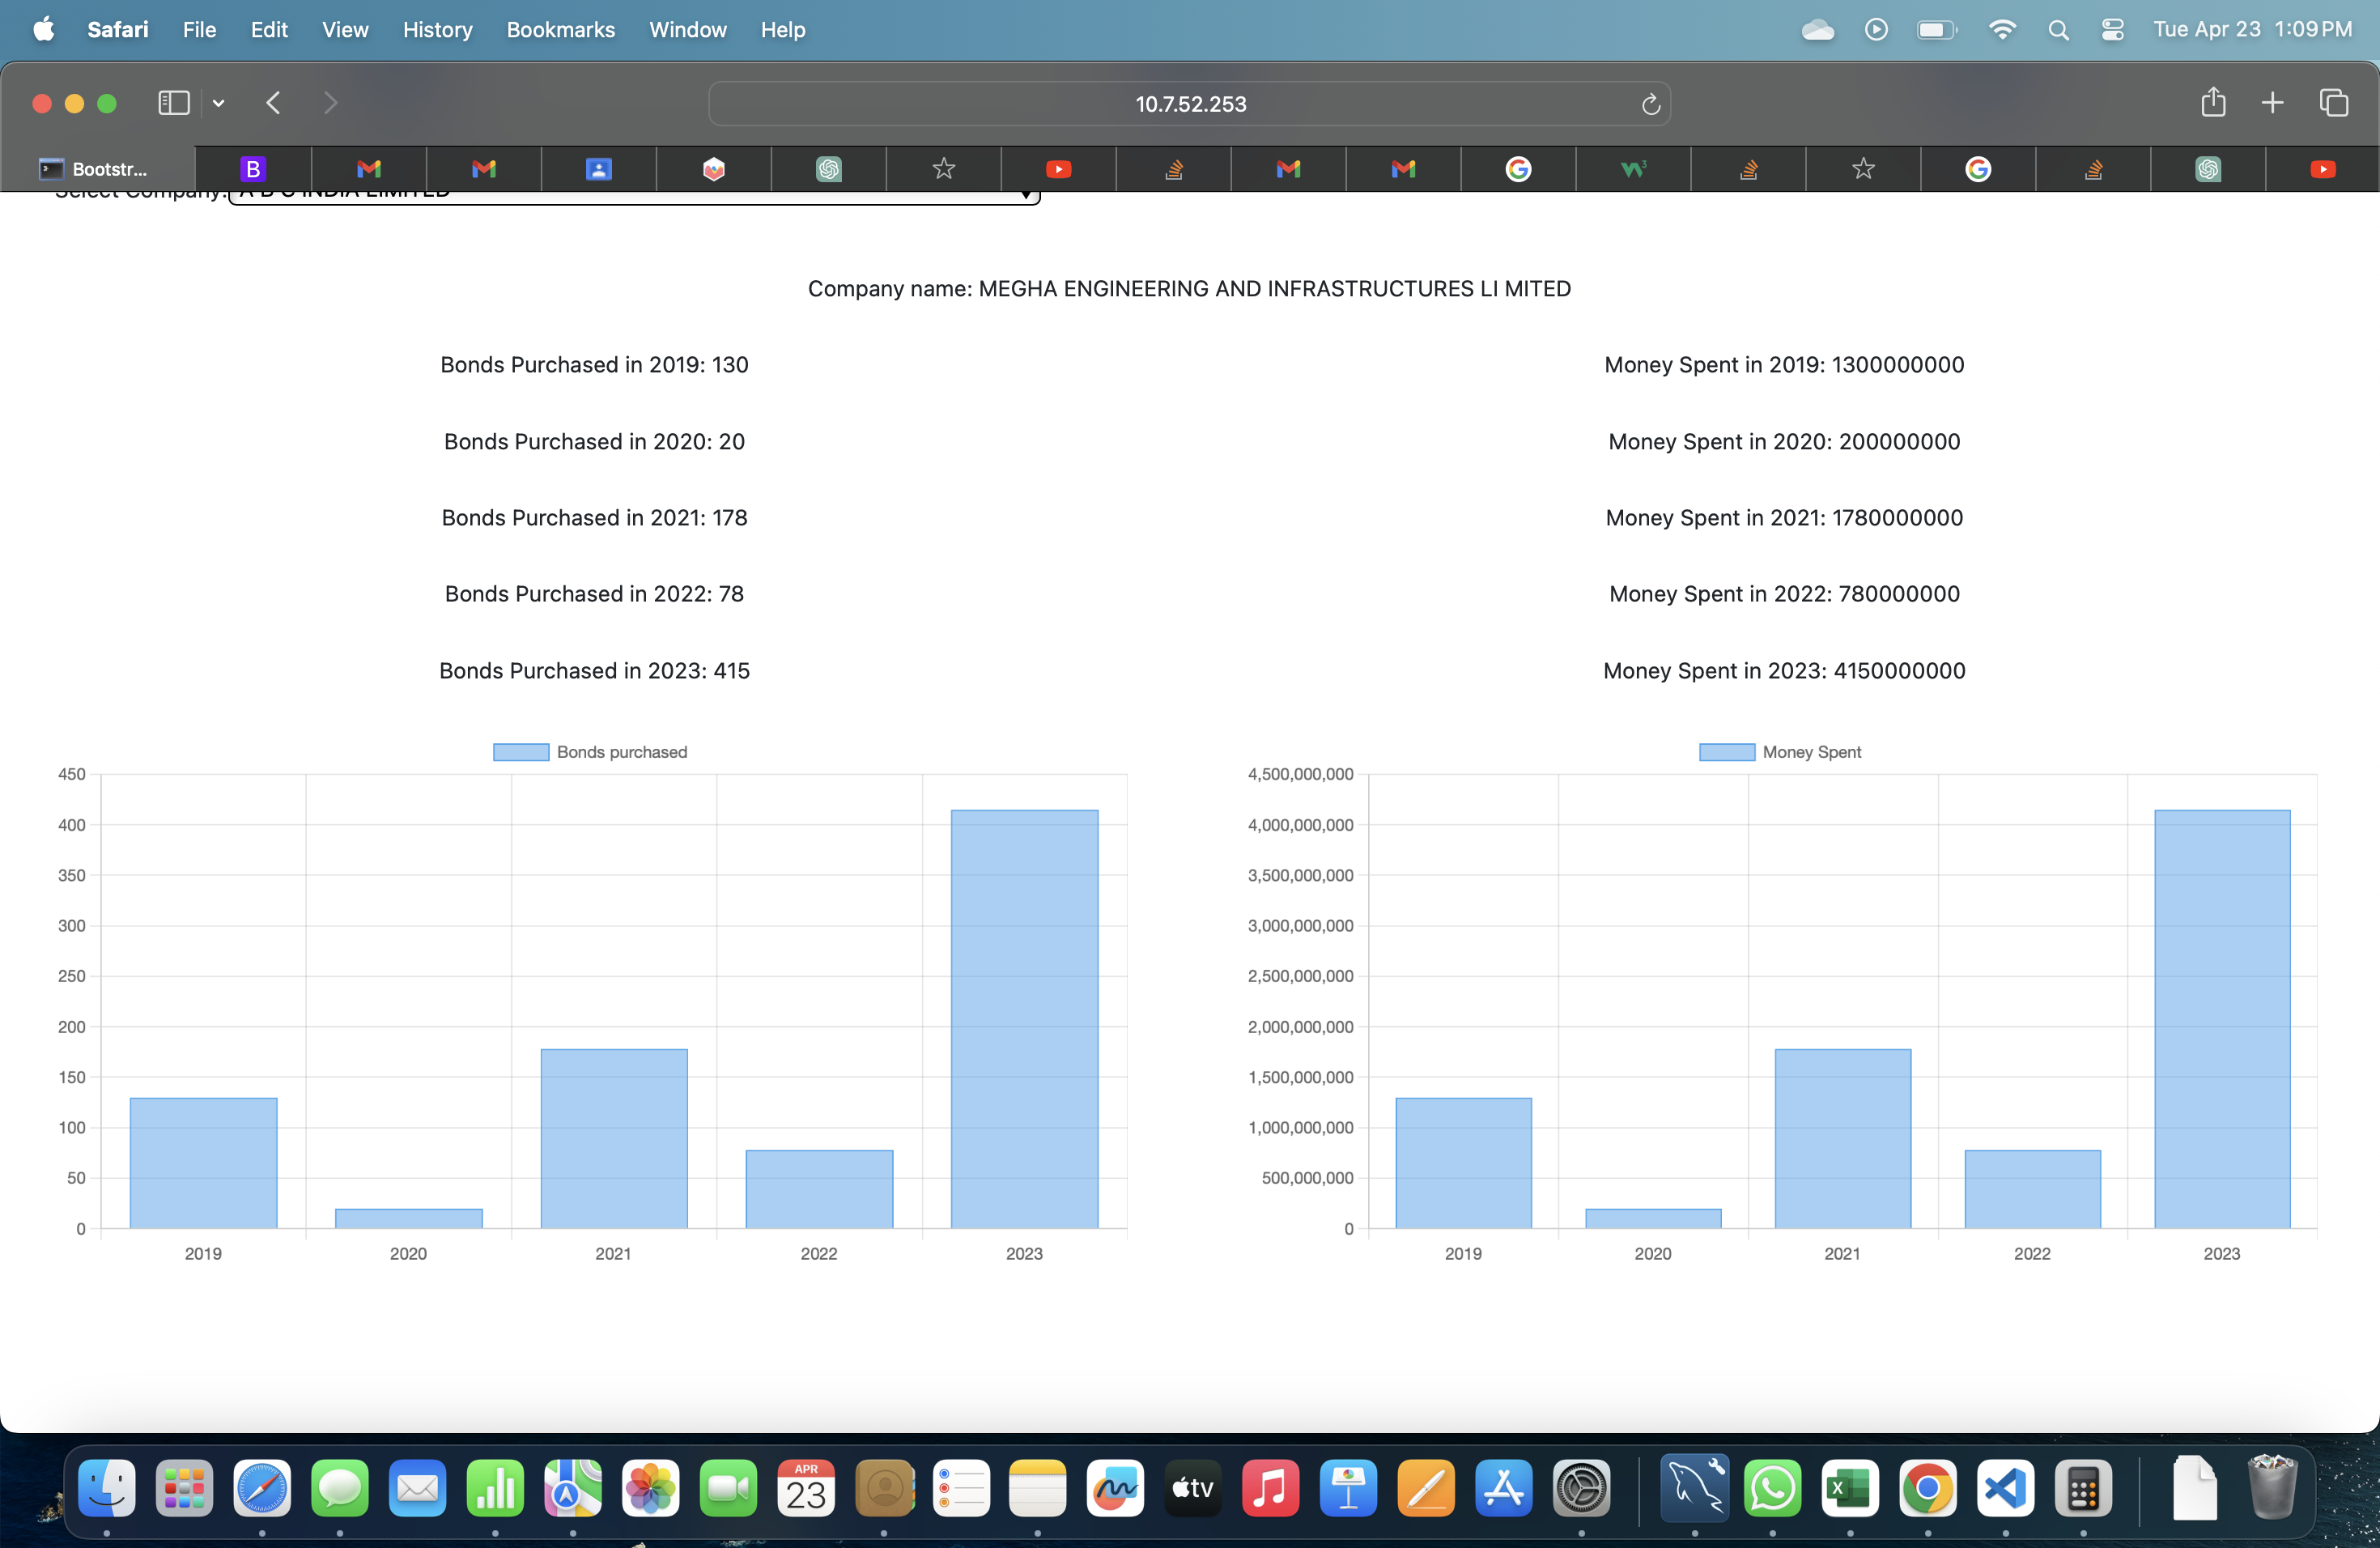 Safari File Edit View History Bookmarks Window Help Tue Apr 23 1:09 PM
10.7.52.253
Bootstr...
B
Select Company: A B C INDIA LIMITED
Company name: MEGHA ENGINEERING AND INFRASTRUCTURES LI MITED
Bonds Purchased in 2019: 130
Money Spent in 2019: 1300000000
Bonds Purchased in 2020: 20
Money Spent in 2020: 200000000
Bonds Purchased in 2021: 178
Money Spent in 2021: 1780000000
Bonds Purchased in 2022: 78
Money Spent in 2022: 780000000
Bonds Purchased in 2023: 415
Money Spent in 2023: 4150000000
Bonds purchased
450
400
350
300
250
200
150
100
50
0
2019 2020 2021 2022 2023
Money Spent
4,500,000,000
4,000,000,000
3,500,000,000
3,000,000,000
2,500,000,000
2,000,000,000
1,500,000,000
1,000,000,000
500,000,000
0
2019 2020 2021 2022 2023
APR
23
tv
X